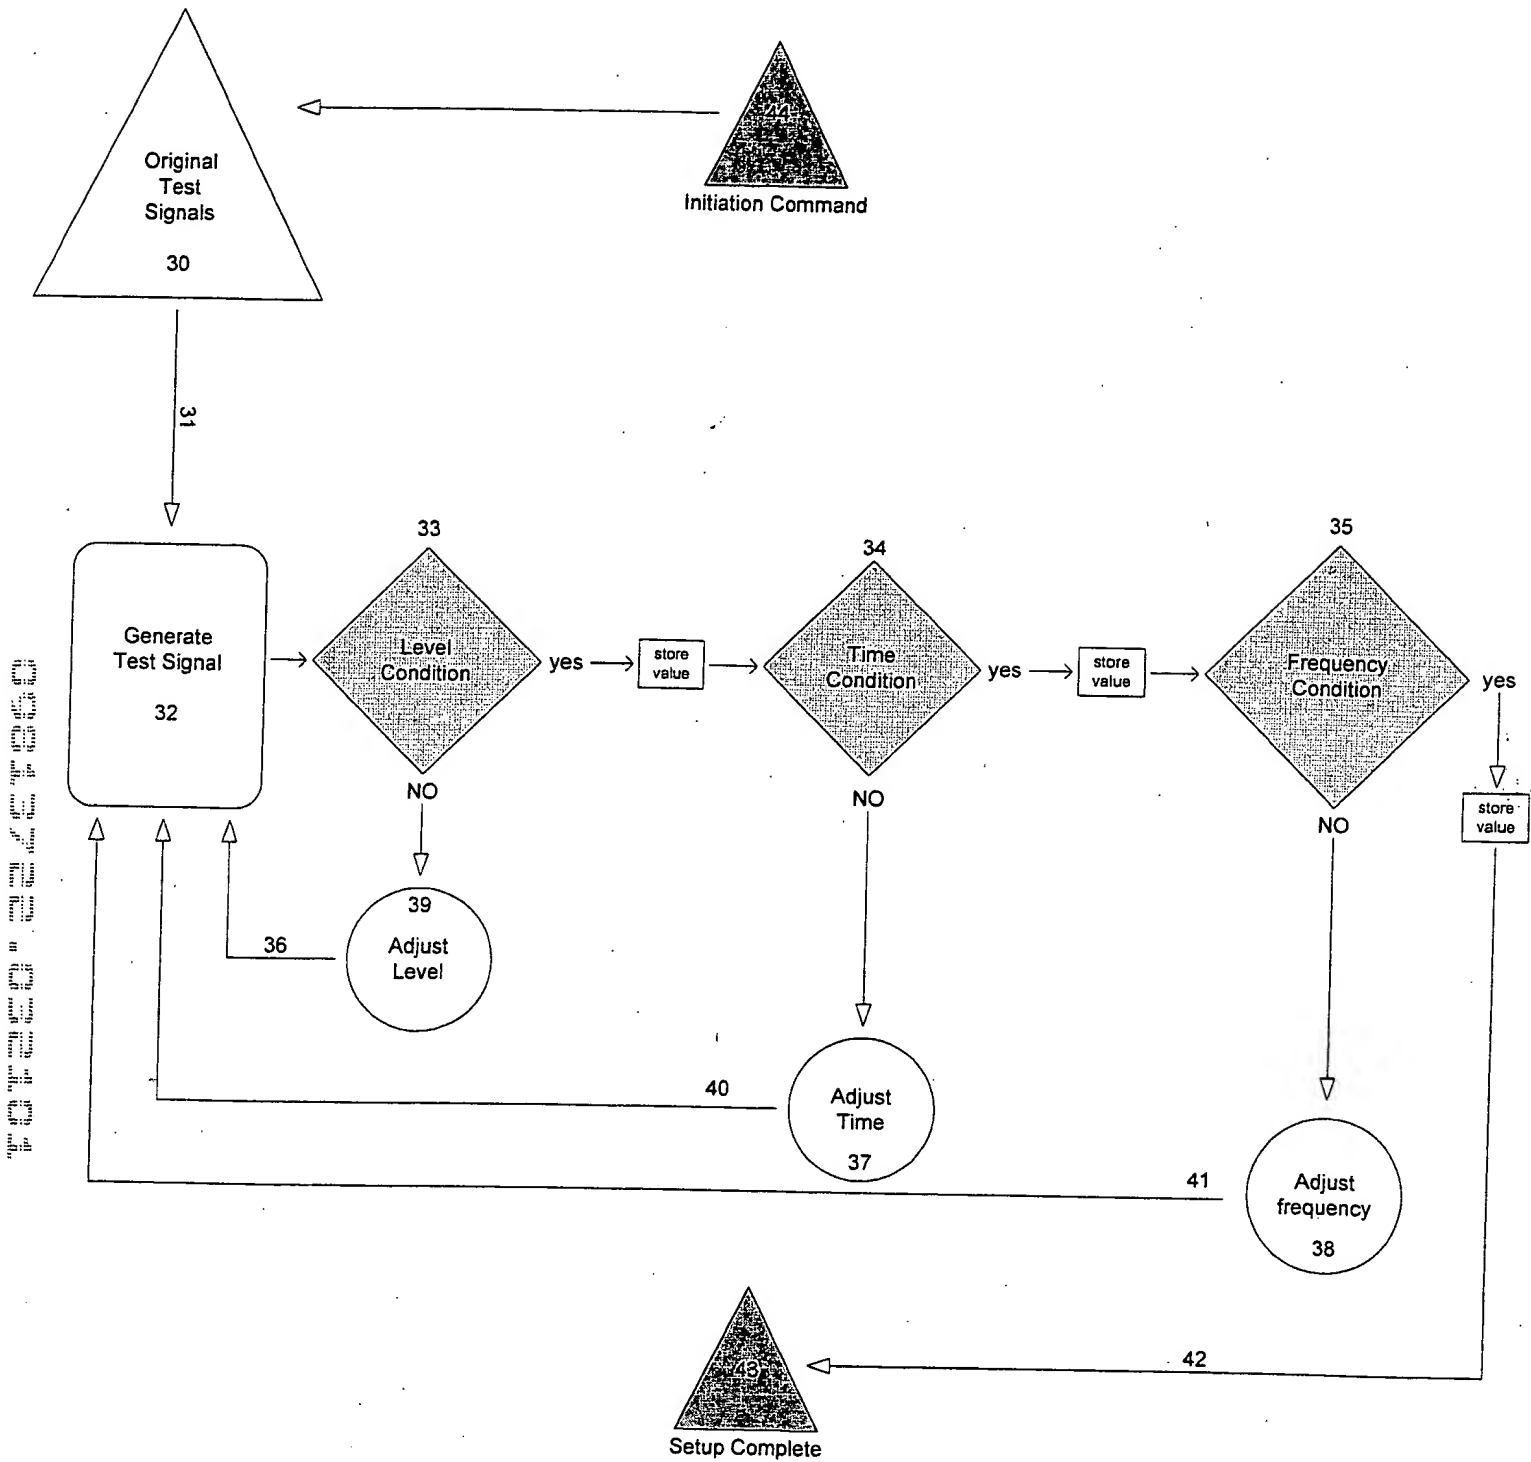 Original
Test
Signals
30
44
Initiation Command
31
33
34
35
Generate
Test Signal
32
Level
Condition
yes
store
value
Time
Condition
yes
store
value
Frequency
Condition
yes
NO
NO
NO
store
value
39
Adjust
Level
36
40
Adjust
Time
37
41
Adjust
frequency
38
43
42
Setup Complete